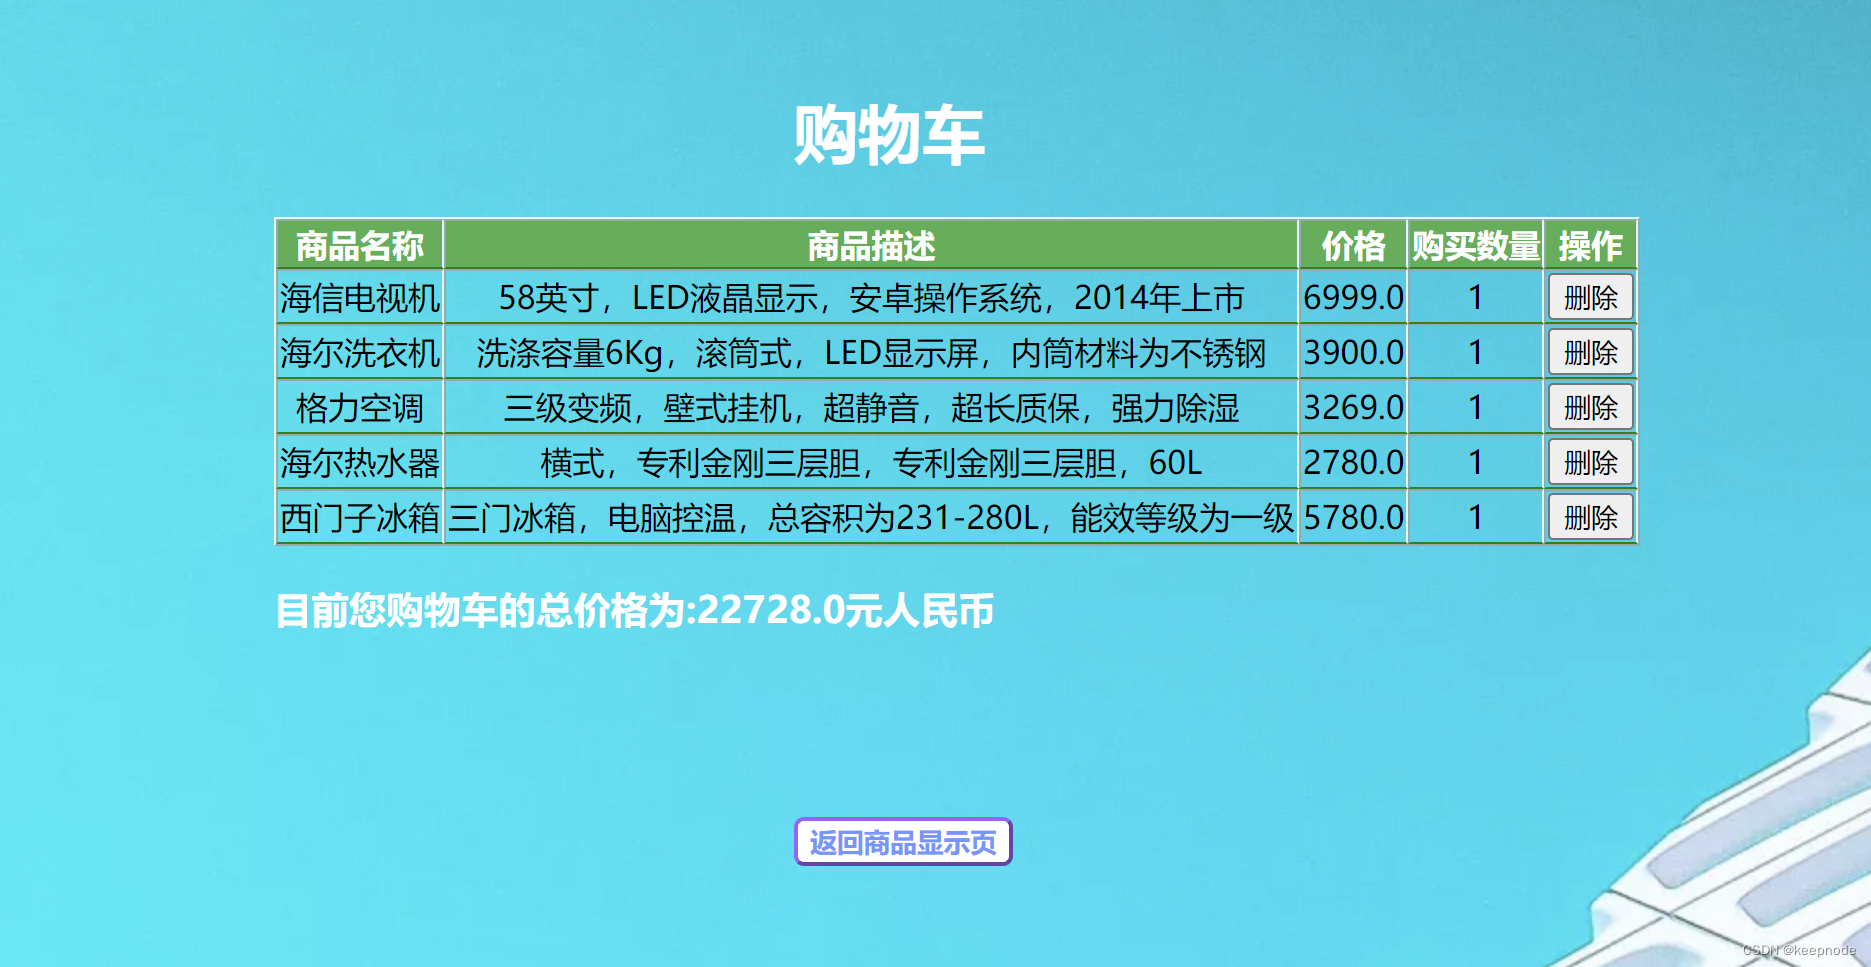 购物车
商品名称 商品描述 价格 购买数量 操作
海信电视机 58英寸，LED液晶显示，安卓操作系统，2014年上市 6999.0 1 删除
海尔洗衣机 洗涤容量6Kg，滚筒式，LED显示屏，内筒材料为不锈钢 3900.0 1 删除
格力空调 三级变频，壁式挂机，超静音，超长质保，强力除湿 3269.0 1 删除
海尔热水器 横式，专利金刚三层胆，专利金刚三层胆，60L 2780.0 1 删除
西门子冰箱 三门冰箱，电脑控温，总容积为231-280L，能效等级为一级 5780.0 1 删除
目前您购物车的总价格为:22728.0元人民币
返回商品显示页
CSDN @keepnode